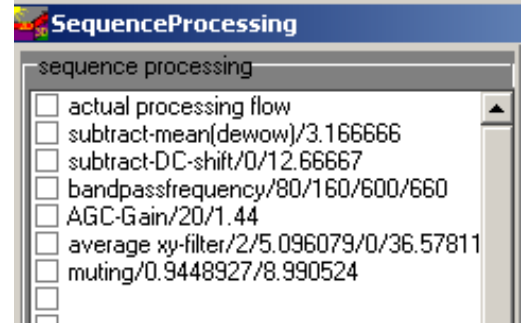 SequenceProcessing
sequence processing
actual processing flow
subtract-mean(dewow)/3.166666
subtract-DC-shift/0/12.66667
bandpassfrequency/80/160/600/660
AGC-Gain/20/1.44
average xy-filter/2/5.096079/0/36.57811
muting/0.9448927/8.990524